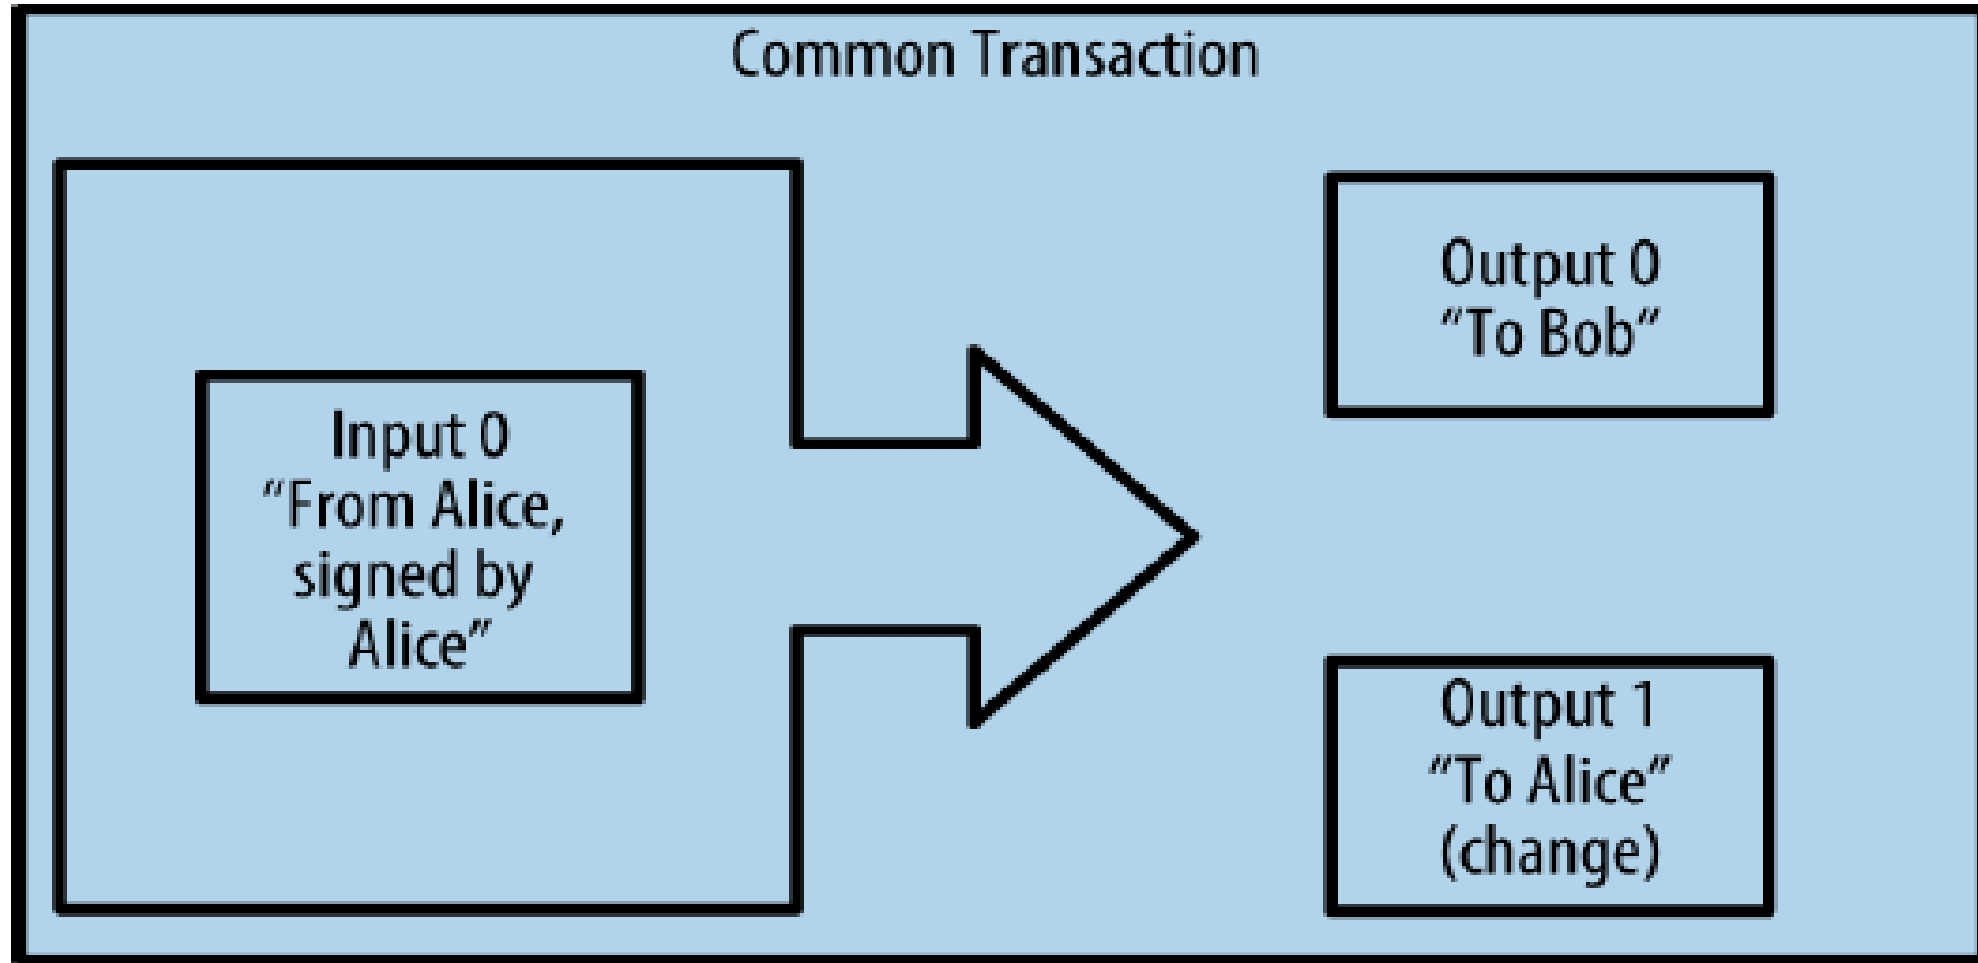 Common Transaction
Input 0
“From Alice,
signed by
Alice”
Output 0
“To Bob“
Output 1
“To Alice”
(change)